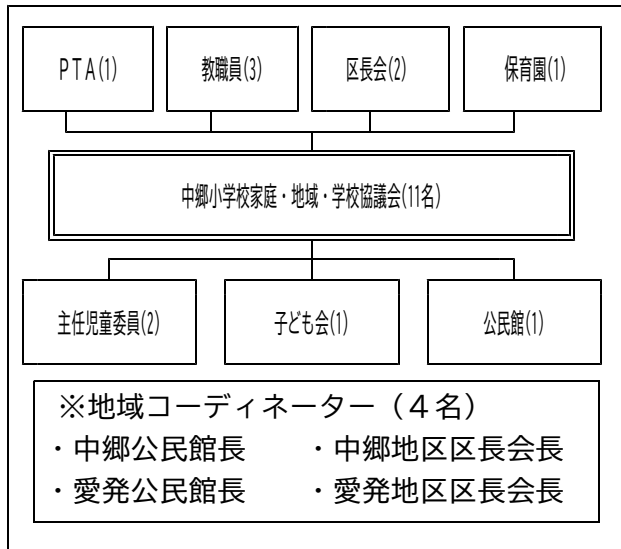 PTA(1) 教職員(3) 区長会(2) 保育園(1)
中郷小学校家庭・地域・学校協議会(11名)
主任児童委員(2) 子ども会(1) 公民館(1)
※地域コーディネーター（４名）
・中郷公民館長 ・中郷地区区長会長
・愛発公民館長 ・愛発地区区長会長